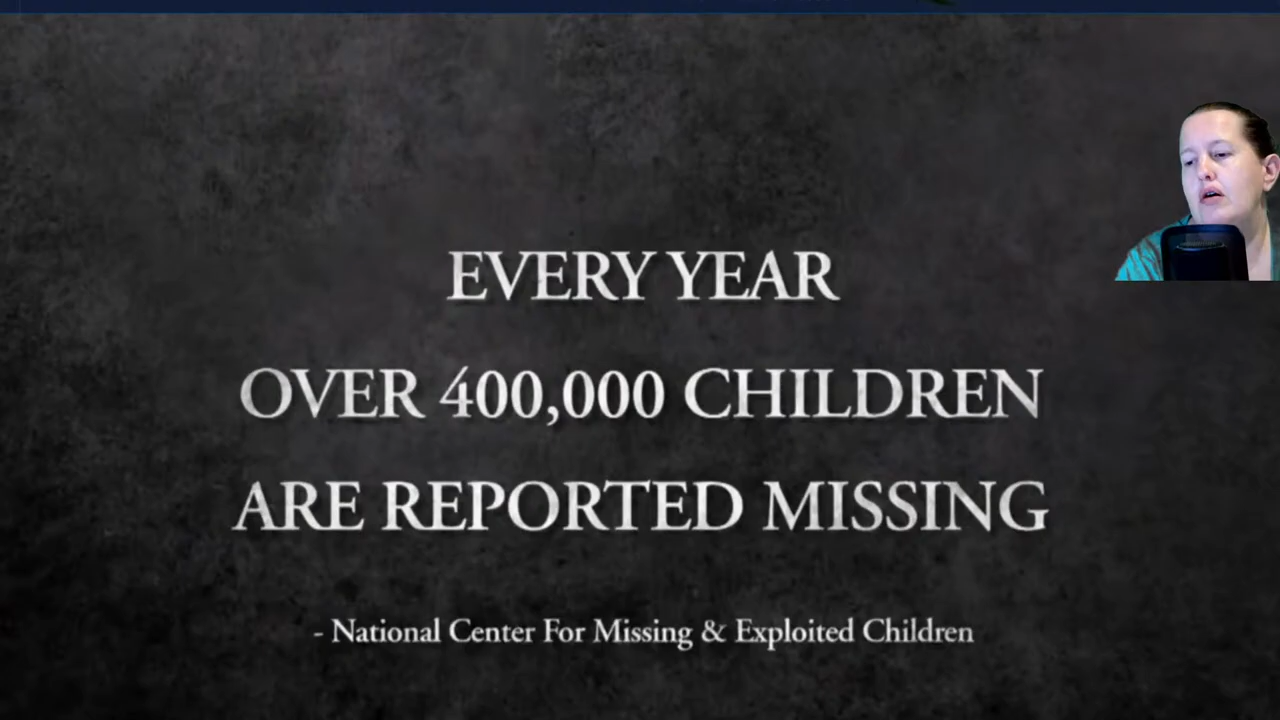 EVERY YEAR
OVER 400,000 CHILDREN
ARE REPORTED MISSING
- National Center For Missing & Exploited Children